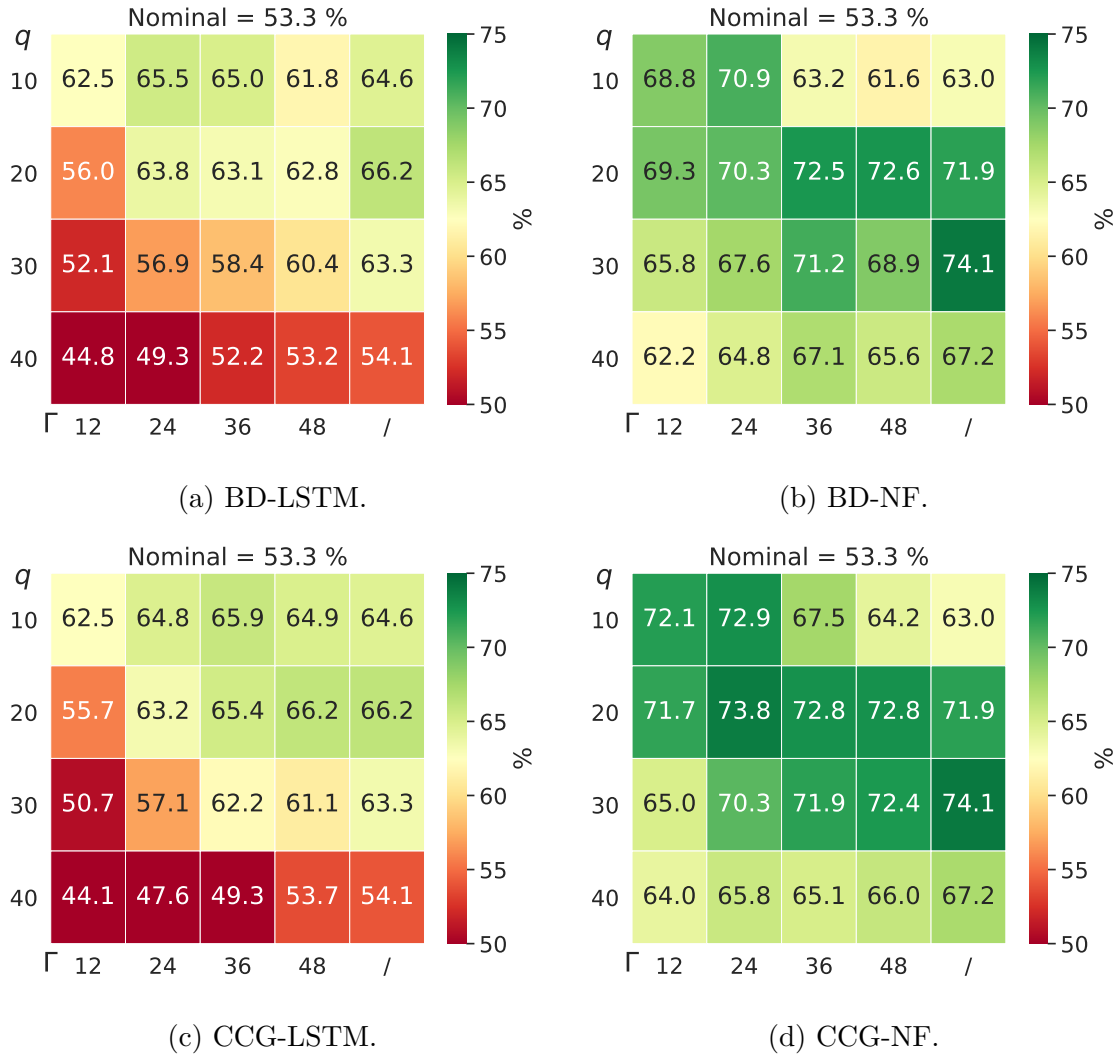 Nominal = 53.3 %
q
10 62.5 65.5 65.0 61.8 64.6
20 56.0 63.8 63.1 62.8 66.2
30 52.1 56.9 58.4 60.4 63.3
40 44.8 49.3 52.2 53.2 54.1
Γ 12 24 36 48 /
75
70
65
60
55
50
%
(a) BD-LSTM.
Nominal = 53.3 %
q
10 68.8 70.9 63.2 61.6 63.0
20 69.3 70.3 72.5 72.6 71.9
30 65.8 67.6 71.2 68.9 74.1
40 62.2 64.8 67.1 65.6 67.2
Γ 12 24 36 48 /
75
70
65
60
55
50
%
(b) BD-NF.
Nominal = 53.3 %
q
10 62.5 64.8 65.9 64.9 64.6
20 55.7 63.2 65.4 66.2 66.2
30 50.7 57.1 62.2 61.1 63.3
40 44.1 47.6 49.3 53.7 54.1
Γ 12 24 36 48 /
75
70
65
60
55
50
%
(c) CCG-LSTM.
Nominal = 53.3 %
q
10 72.1 72.9 67.5 64.2 63.0
20 71.7 73.8 72.8 72.8 71.9
30 65.0 70.3 71.9 72.4 74.1
40 64.0 65.8 65.1 66.0 67.2
Γ 12 24 36 48 /
75
70
65
60
55
50
%
(d) CCG-NF.